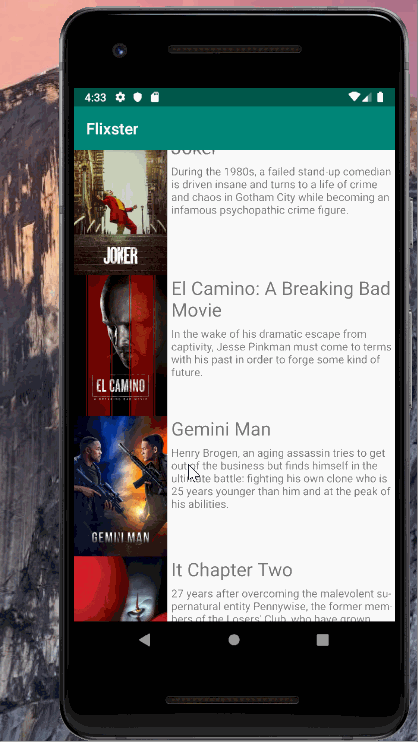 4:33
Flixster
Joker
During the 1980s, a failed stand-up comedian
is driven insane and turns to a life of crime
and chaos in Gotham City while becoming an
infamous psychopathic crime figure.
JOKER
El Camino: A Breaking Bad
Movie
In the wake of his dramatic escape from
captivity, Jesse Pinkman must come to terms
with his past in order to forge some kind of
future.
EL CAMINO
Gemini Man
Henry Brogen, an aging assassin tries to get
out of the business but finds himself in the
ultimate battle: fighting his own clone who is
25 years younger than him and at the peak of
his abilities.
GEMINI MAN
It Chapter Two
27 years after overcoming the malevolent su-
pernatural entity Pennywise, the former mem-
bers of the Losers' Club, who have grown